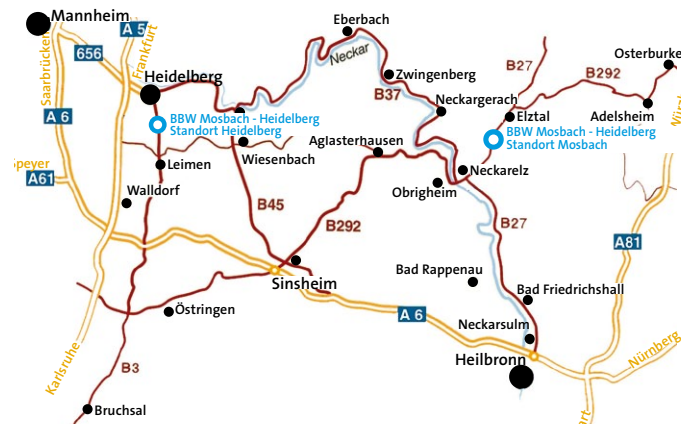 Mannheim
Eberbach
A 5
Frankfurt
656
Saarbrücken
Neckar
B27
Osterburke
Heidelberg
Zwingenberg
B292
B37
Neckargerach
A 6
BBW Mosbach - Heidelberg
Standort Heidelberg
Elztal
Adelsheim
BBW Mosbach - Heidelberg
Standort Mosbach
Aglasterhausen
Wiesenbach
Speyer
Leimen
Neckarelz
A61
Walldorf
Obrigheim
B45
B292
B27
A81
Bad Rappenau
Sinsheim
Bad Friedrichshall
Östringen
A 6
Neckarsulm
Heilbronn
Nürnberg
Karlsruhe
B3
Bruchsal